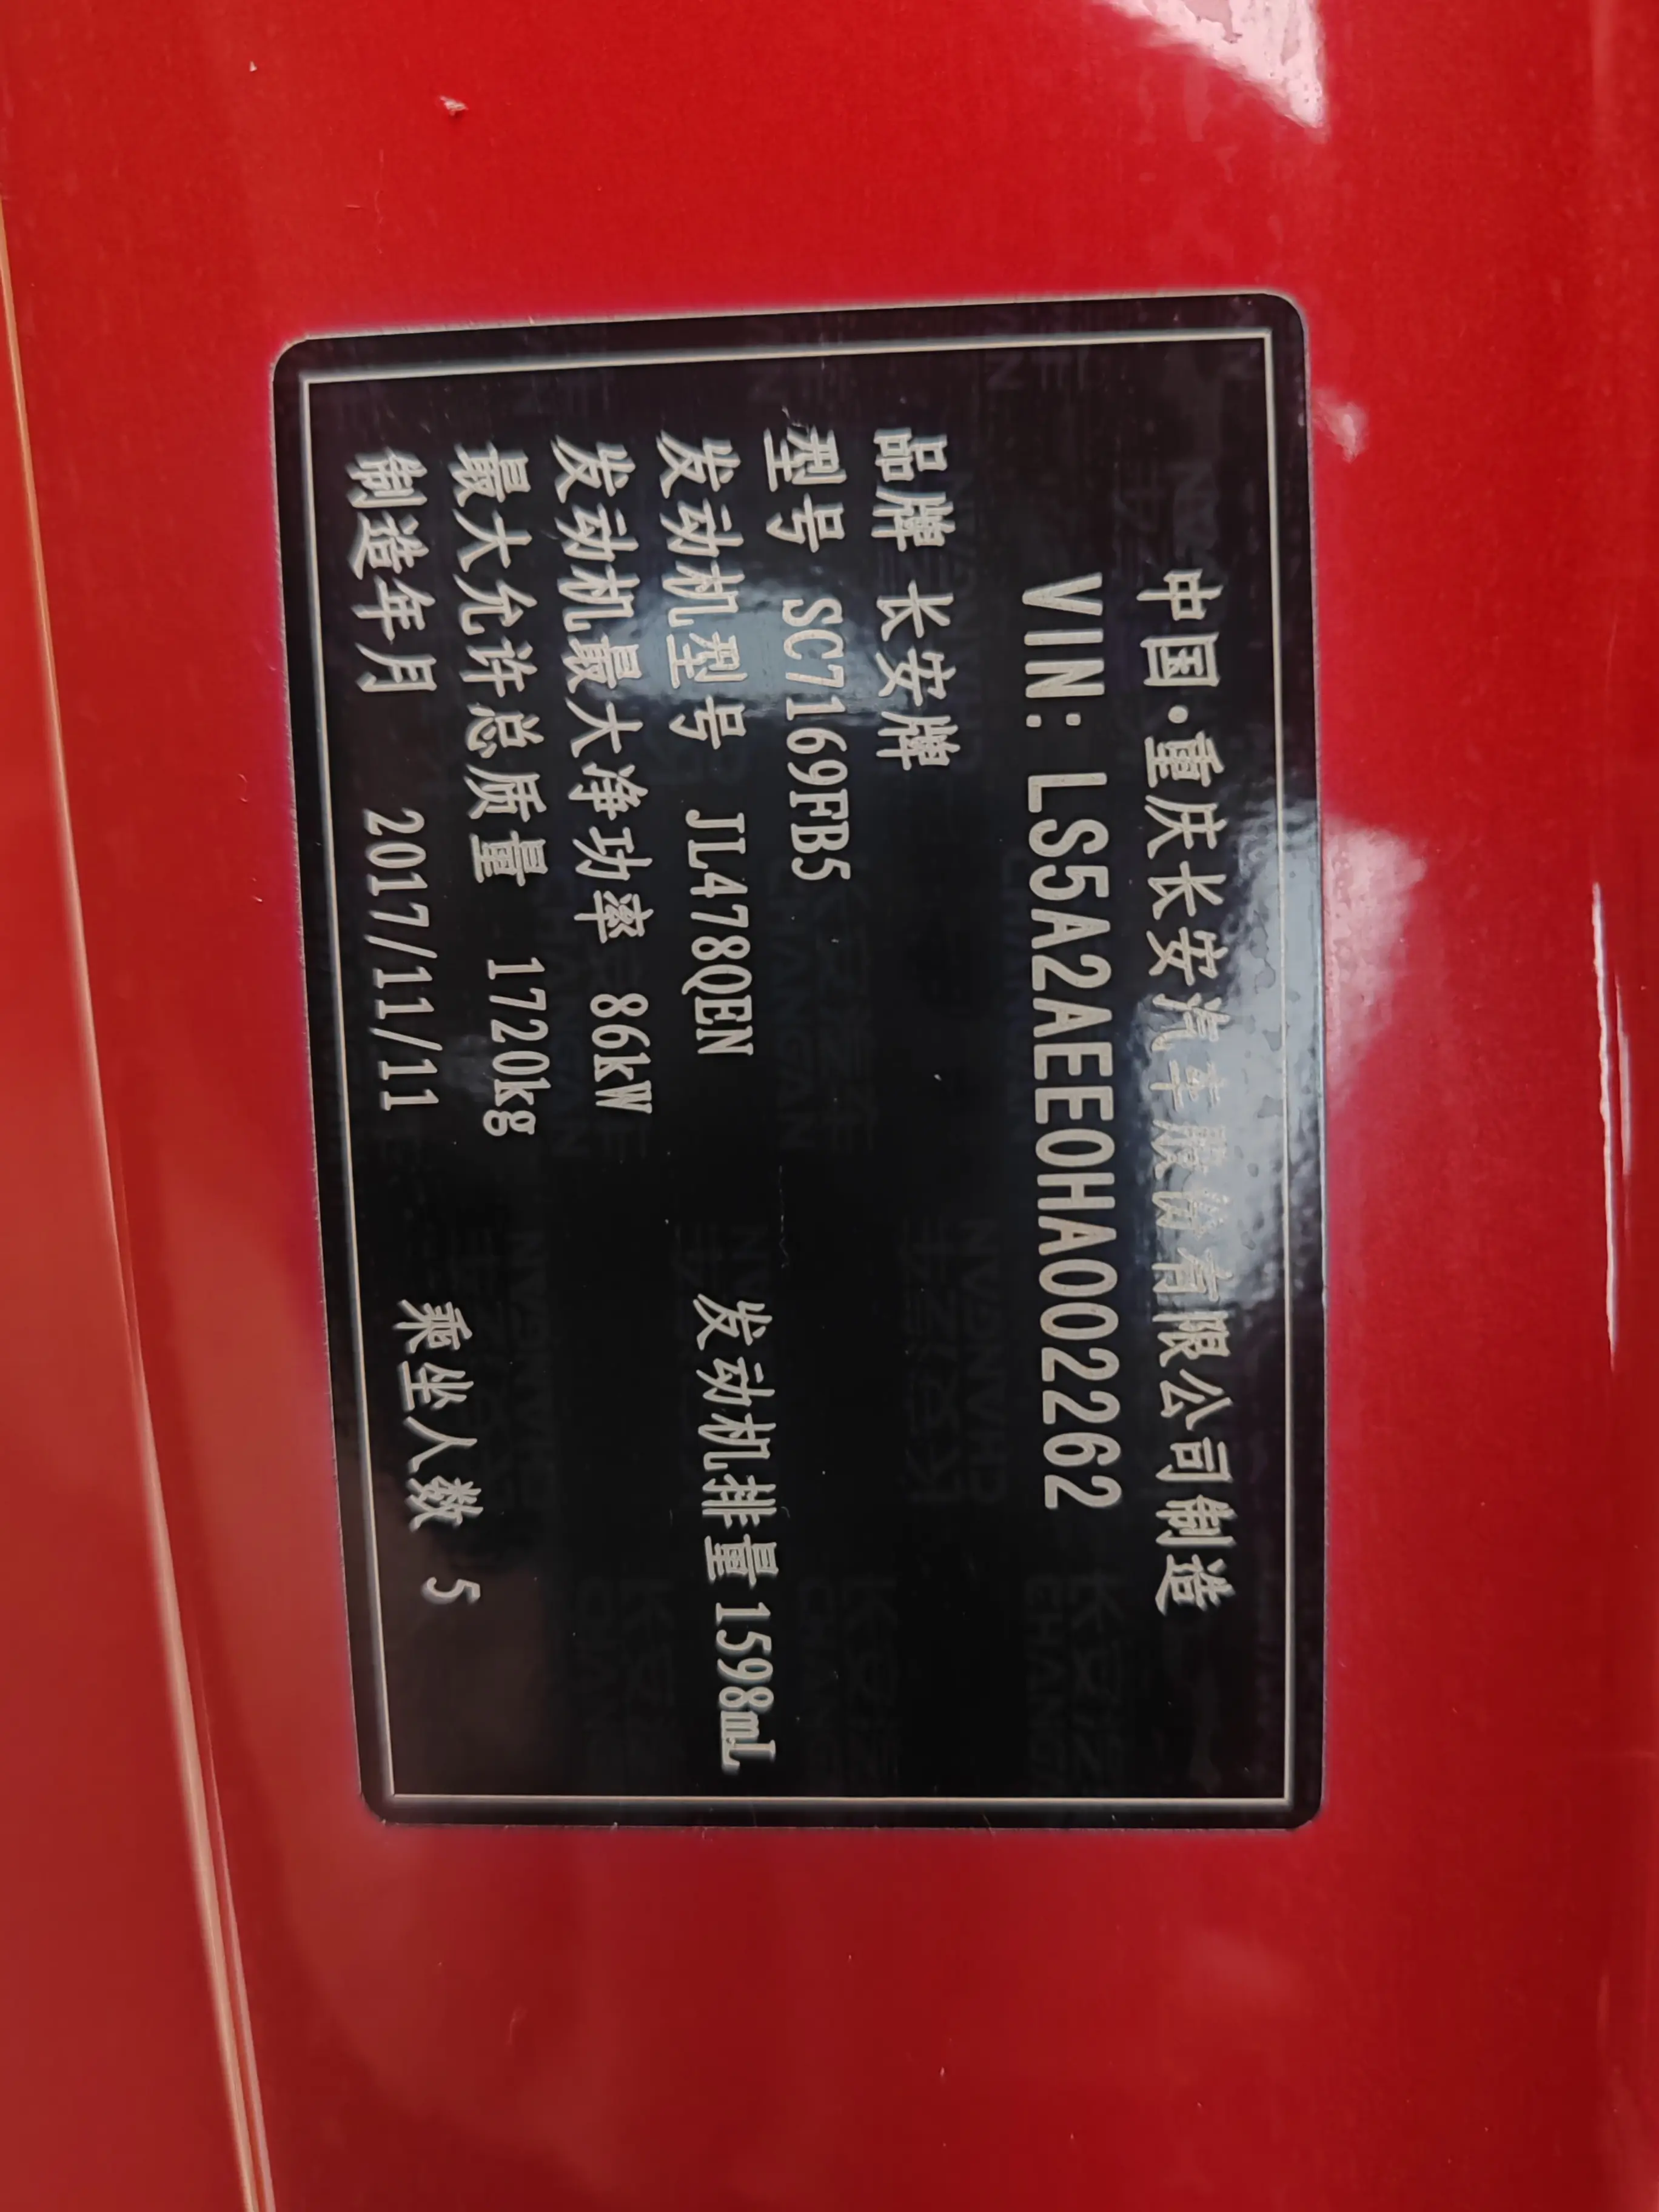 中国·重庆长安汽车股份有限公司制造
VIN: LS5A2AEE0HA002262
品牌 长安牌
型号 SC7169FB5
发动机型号 JL478QEN 发动机排量 1598mL
发动机最大净功率 86kW
最大允许总质量 1720kg
制造年月 2017/11/11 乘坐人数 5